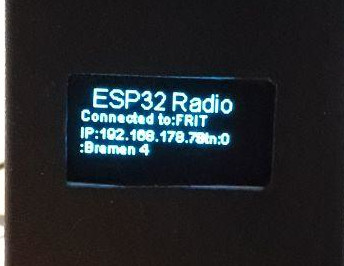 ESP32 Radio
Connected to:FRIT
IP:192.168.178.78tn:0
:Bremen 4